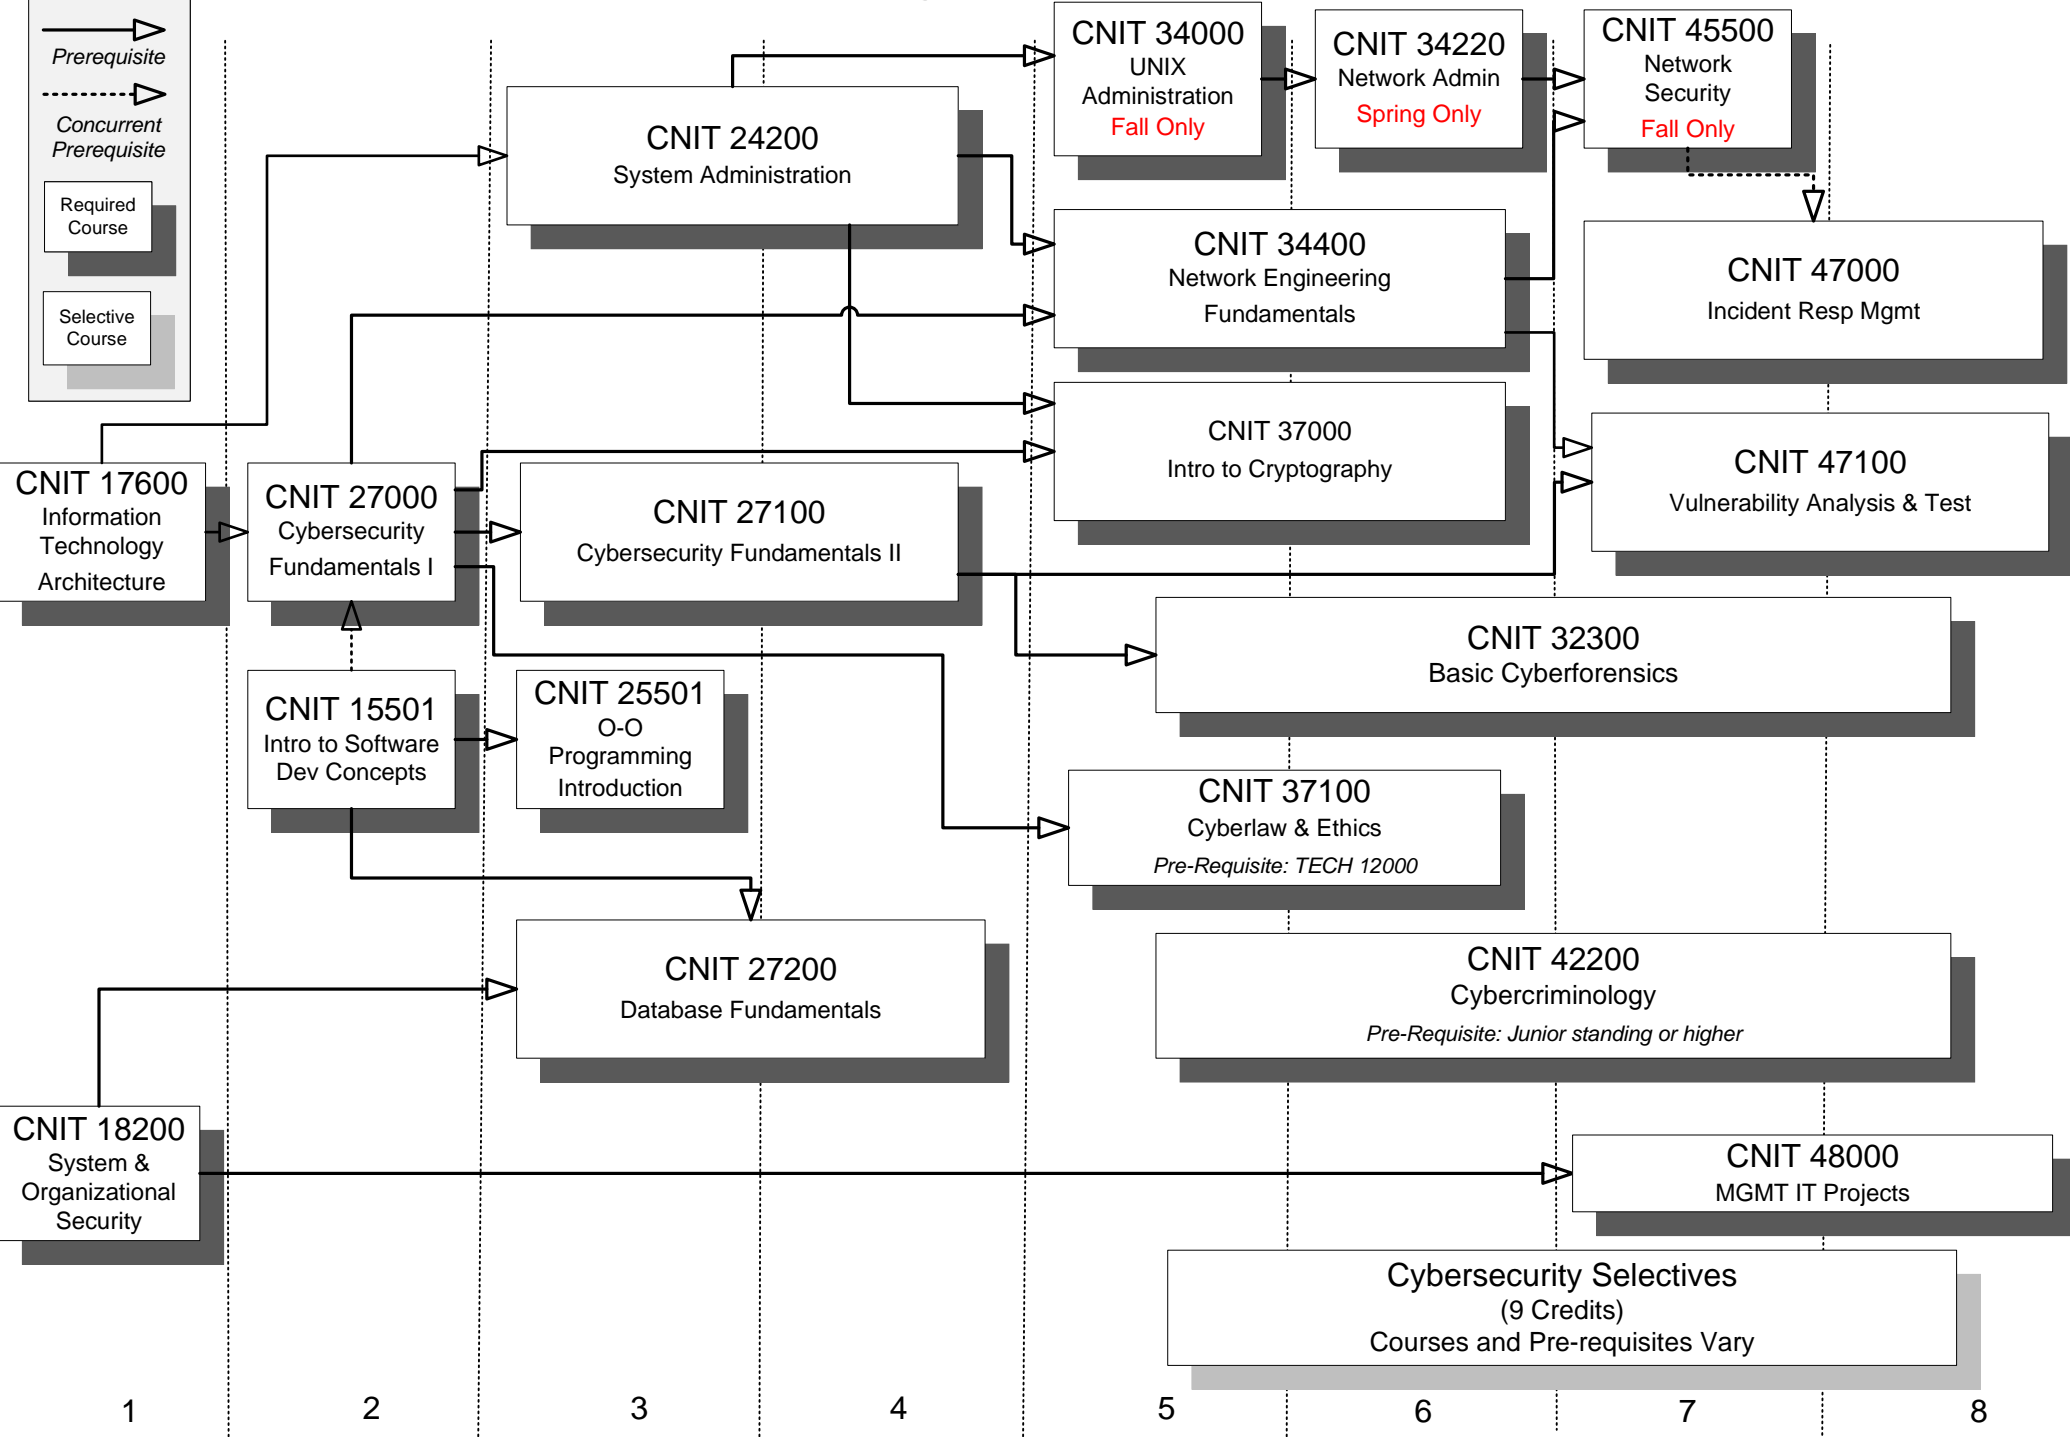 Prerequisite
Concurrent
Prerequisite
Required
Course
Selective
Course
CNIT 17600
Information
Technology
Architecture
CNIT 18200
System &
Organizational
Security
CNIT 27000
Cybersecurity
Fundamentals I
CNIT 15501
Intro to Software
Dev Concepts
CNIT 24200
System Administration
CNIT 27100
Cybersecurity Fundamentals II
CNIT 25501
O-O
Programming
Introduction
CNIT 27200
Database Fundamentals
CNIT 34000
UNIX
Administration
Fall Only
CNIT 34220
Network Admin
Spring Only
CNIT 45500
Network
Security
Fall Only
CNIT 34400
Network Engineering
Fundamentals
CNIT 47000
Incident Resp Mgmt
CNIT 37000
Intro to Cryptography
CNIT 47100
Vulnerability Analysis & Test
CNIT 32300
Basic Cyberforensics
CNIT 37100
Cyberlaw & Ethics
Pre-Requisite: TECH 12000
CNIT 42200
Cybercriminology
Pre-Requisite: Junior standing or higher
CNIT 48000
MGMT IT Projects
Cybersecurity Selectives
(9 Credits)
Courses and Pre-requisites Vary
1 2 3 4 5 6 7 8